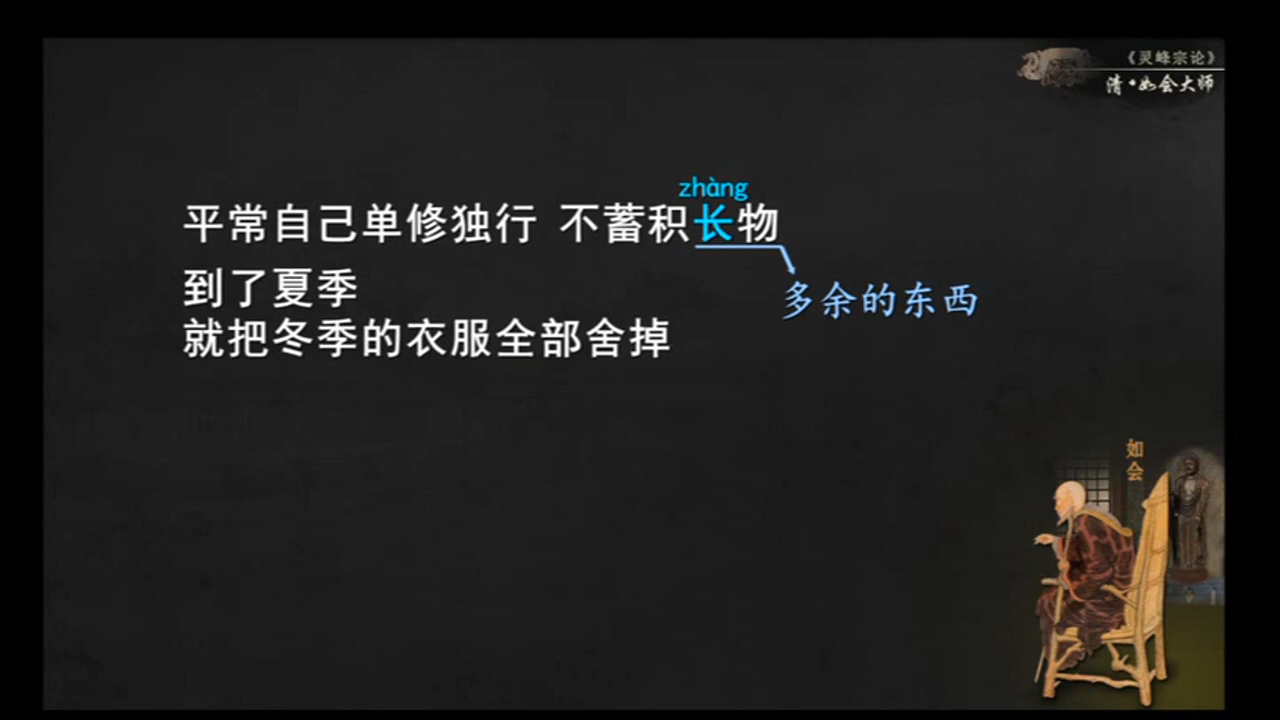 《灵峰宗论》
清·如会大师
zhàng
平常自己单修独行 不蓄积长物
多余的东西
到了夏季
就把冬季的衣服全部舍掉
如会